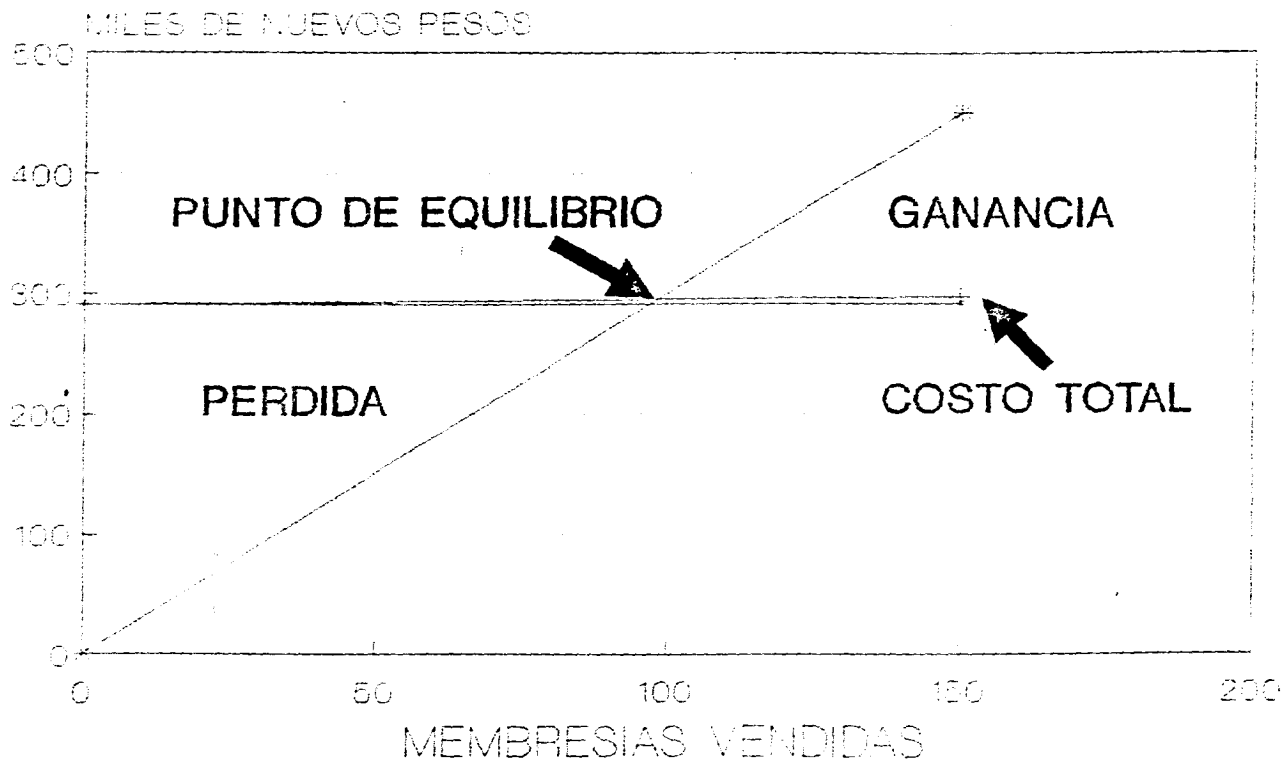 MILES DE NUEVOS PESOS
500
400
PUNTO DE EQUILIBRIO
GANANCIA
300
PERDIDA
COSTO TOTAL
200
100
0
0 50 100 150 200
MEMBRESIAS VENDIDAS